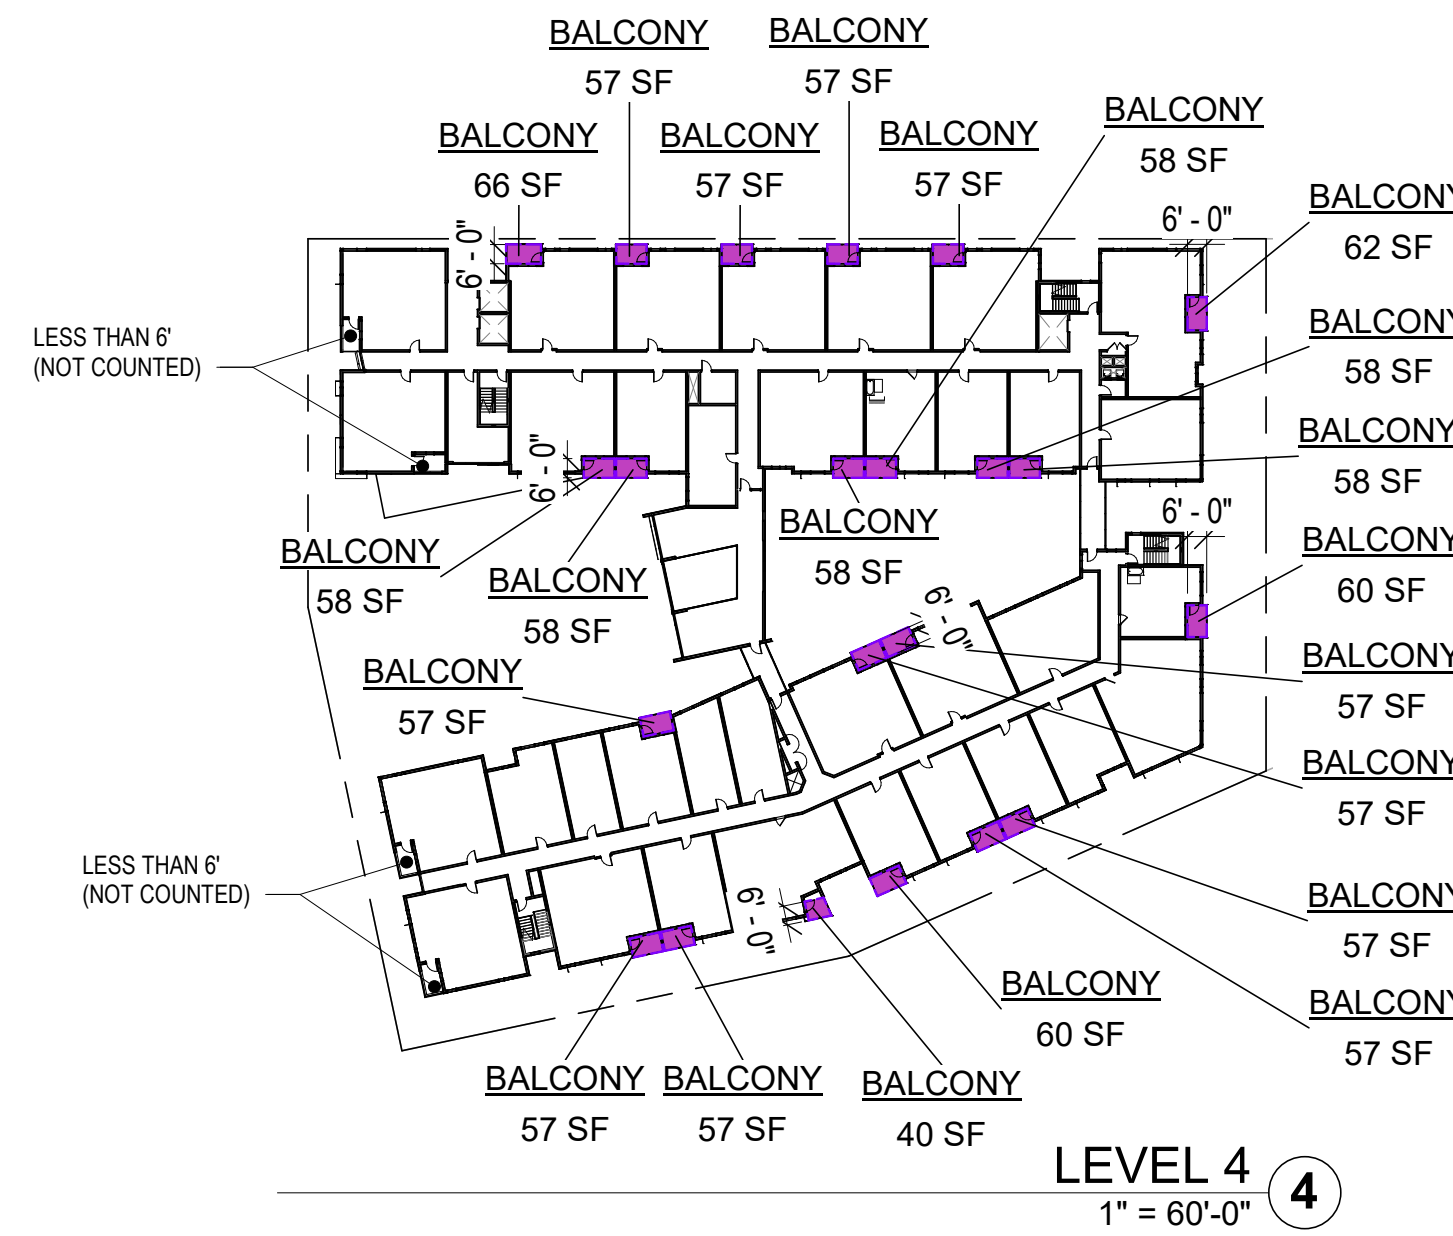 BALCONY
57 SF
BALCONY
57 SF
BALCONY
66 SF
BALCONY
57 SF
BALCONY
57 SF
BALCONY
58 SF
BALCONY
62 SF
6' - 0"
6' - 0"
LESS THAN 6'
(NOT COUNTED)
BALCONY
58 SF
BALCONY
58 SF
6' - 0"
6' - 0"
BALCONY
58 SF
BALCONY
58 SF
BALCONY
58 SF
BALCONY
60 SF
6' - 0"
BALCONY
57 SF
BALCONY
57 SF
BALCONY
57 SF
LESS THAN 6'
(NOT COUNTED)
6' - 0"
BALCONY
57 SF
BALCONY
60 SF
BALCONY
57 SF
BALCONY
57 SF
BALCONY
57 SF
BALCONY
40 SF
LEVEL 4
1" = 60'-0"
4